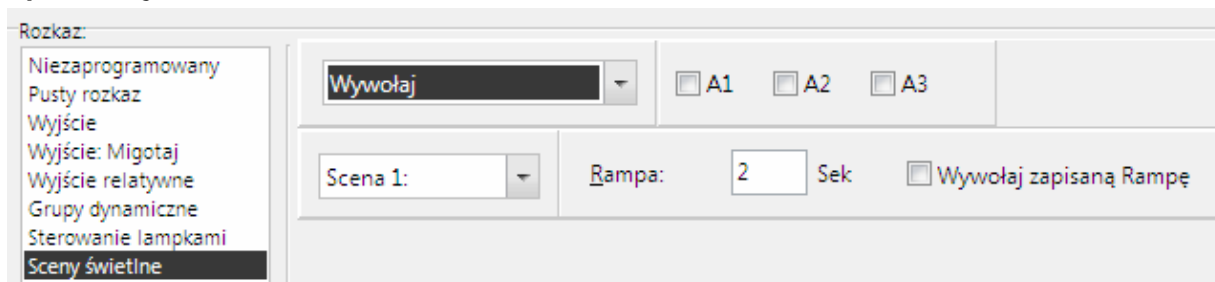 Rozkaz:
Niezaprogramowany
Pusty rozkaz
Wyjście
Wyjście: Migotaj
Wyjście relatywne
Grupy dynamiczne
Sterowanie lampkami
Sceny świetlne
Wywołaj A1 A2 A3
Scena 1: Rampa: 2 Sek Wywołaj zapisaną Rampę